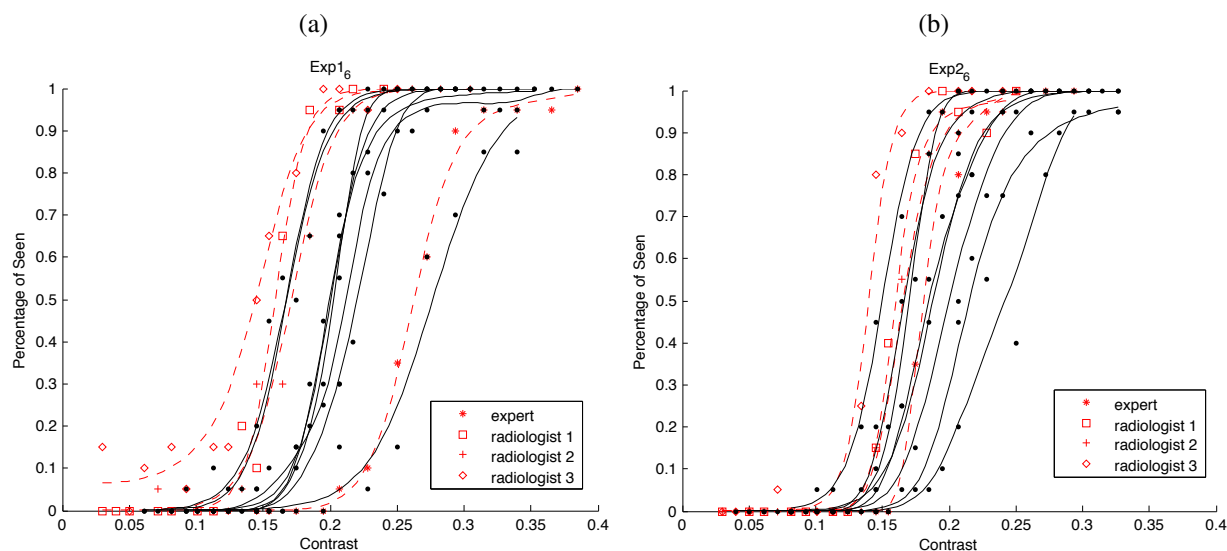 (a)
Exp1₆
Percentage of Seen
1
0.9
0.8
0.7
0.6
0.5
0.4
0.3
0.2
0.1
0
0 0.05 0.1 0.15 0.2 0.25 0.3 0.35 0.4
Contrast
expert
radiologist 1
radiologist 2
radiologist 3
(b)
Exp2₆
Percentage of Seen
1
0.9
0.8
0.7
0.6
0.5
0.4
0.3
0.2
0.1
0
0 0.05 0.1 0.15 0.2 0.25 0.3 0.35 0.4
Contrast
expert
radiologist 1
radiologist 2
radiologist 3